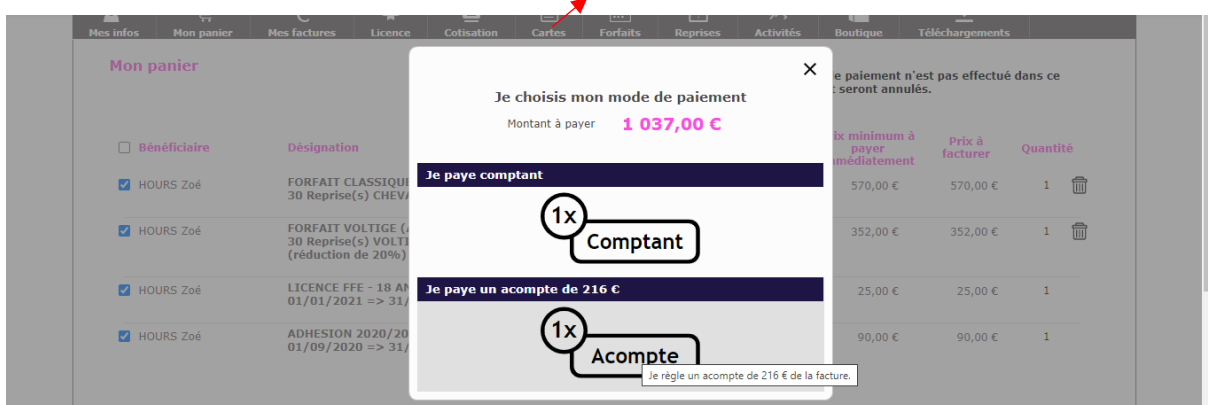 Mes infos Mon panier Mes factures Licence Cotisation Cartes Forfaits Reprises Activités Boutique Téléchargements
Mon panier
e paiement n'est pas effectué dans ce
seront annulés.
×
Je choisis mon mode de paiement
Montant à payer 1 037,00 €
Bénéficiaire Désignation
ix minimum à payer
médiatement
Prix à facturer
Quantité
Je paye comptant
1x
Comptant
HOURS Zoé
FORFAIT CLASSIQU
30 Reprise(s) CHEV
570,00 € 570,00 € 1
HOURS Zoé
FORFAIT VOLTIGE (
30 Reprise(s) VOLT
(réduction de 20%)
352,00 € 352,00 € 1
Je paye un acompte de 216 €
1x
Acompte
Je règle un acompte de 216 € de la facture.
HOURS Zoé
LICENCE FFE - 18 A
01/01/2021 => 31/
25,00 € 25,00 € 1
HOURS Zoé
ADHESION 2020/20
01/09/2020 => 31/
90,00 € 90,00 € 1